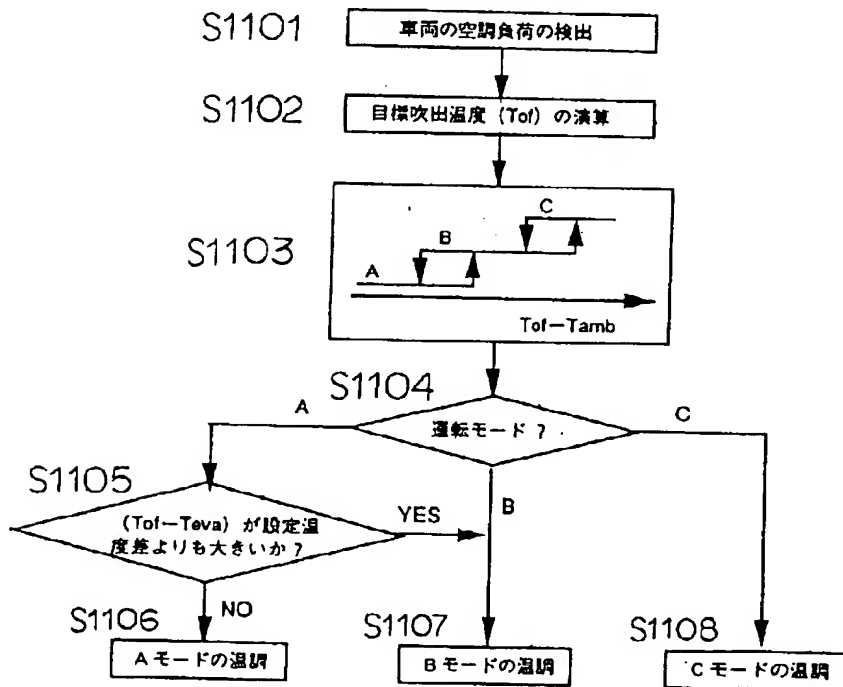 S1101
車両の空調負荷の検出
S1102
目標吹出温度 (Tof) の演算
S1103
C
B
A
Tof－Tamb
S1104
A
運転モード ?
C
S1105
(Tof－Teva) が設定温
度差よりも大きいか ?
YES
B
S1106
NO
S1107
S1108
Aモードの温調
Bモードの温調
Cモードの温調